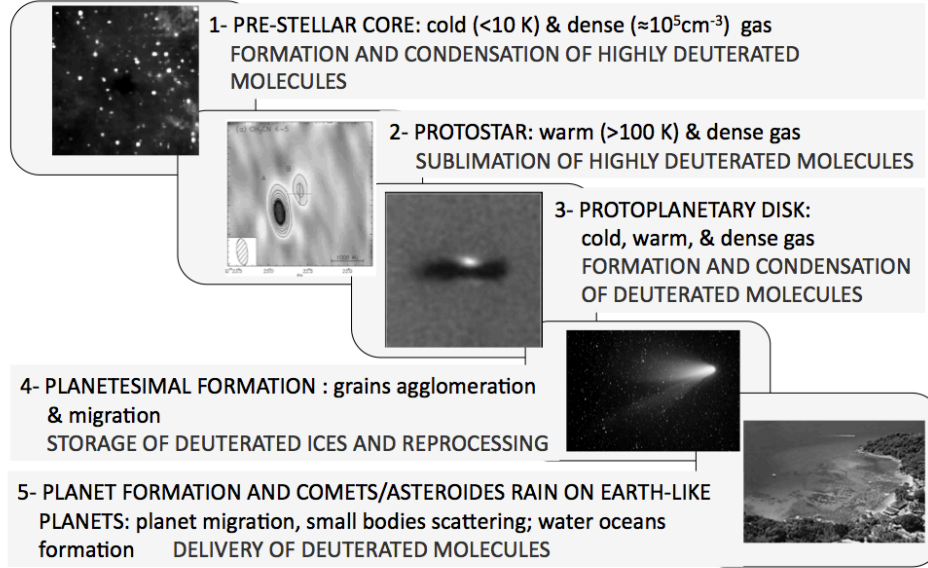 1- PRE-STELLAR CORE: cold (<10 K) & dense (≈10⁵cm⁻³) gas
FORMATION AND CONDENSATION OF HIGHLY DEUTERATED
MOLECULES
2- PROTOSTAR: warm (>100 K) & dense gas
SUBLIMATION OF HIGHLY DEUTERATED MOLECULES
3- PROTOPLANETARY DISK:
cold, warm, & dense gas
FORMATION AND CONDENSATION
OF DEUTERATED MOLECULES
4- PLANETESIMAL FORMATION : grains agglomeration
& migration
STORAGE OF DEUTERATED ICES AND REPROCESSING
5- PLANET FORMATION AND COMETS/ASTEROIDES RAIN ON EARTH-LIKE
PLANETS: planet migration, small bodies scattering; water oceans
formation DELIVERY OF DEUTERATED MOLECULES